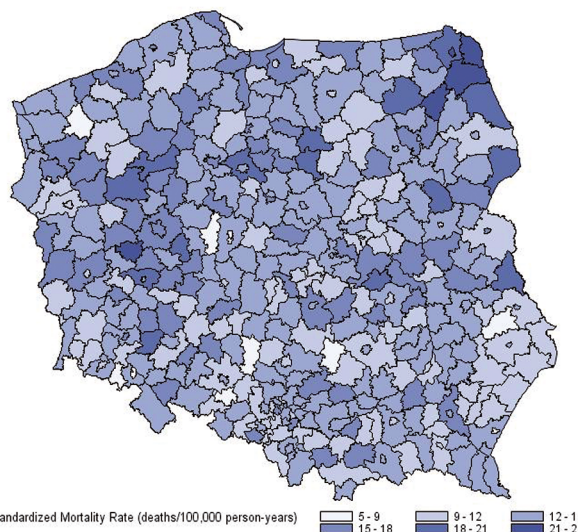 andardized Mortality Rate (deaths/100,000 person-years) 5 - 9 9 - 12 12 - 1
15 - 18 18 - 21 21 - 2